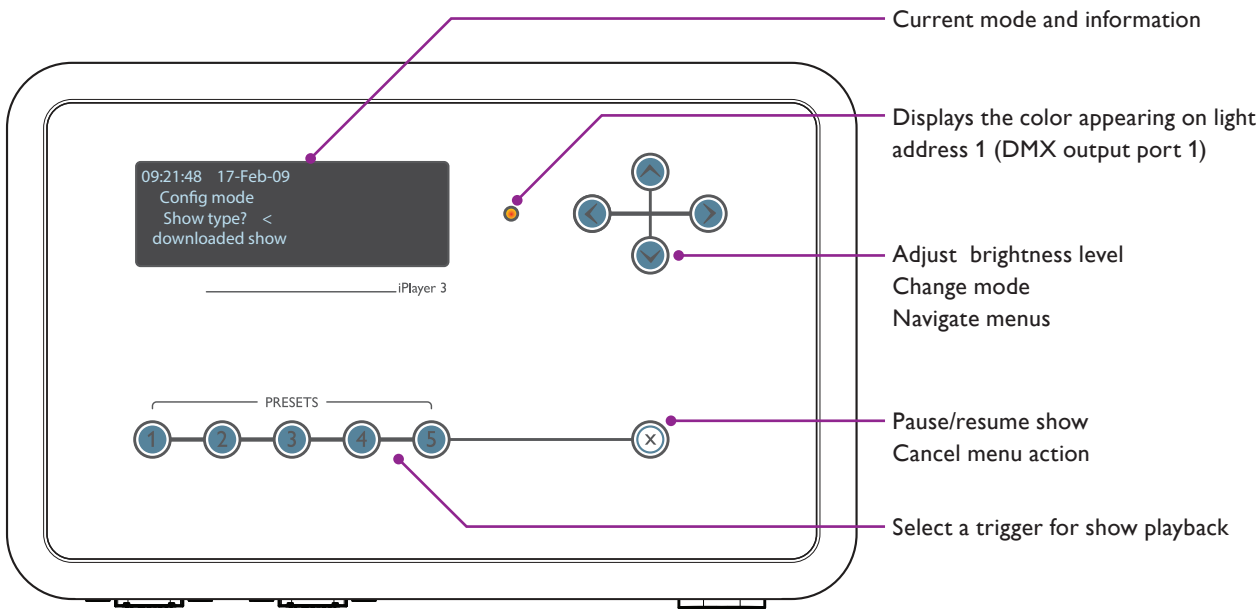 Current mode and information
Displays the color appearing on light
address 1 (DMX output port 1)
09:21:48 17-Feb-09
Config mode
Show type? <
downloaded show
iPlayer 3
Adjust brightness level
Change mode
Navigate menus
PRESETS
1 2 3 4 5 X
Pause/resume show
Cancel menu action
Select a trigger for show playback